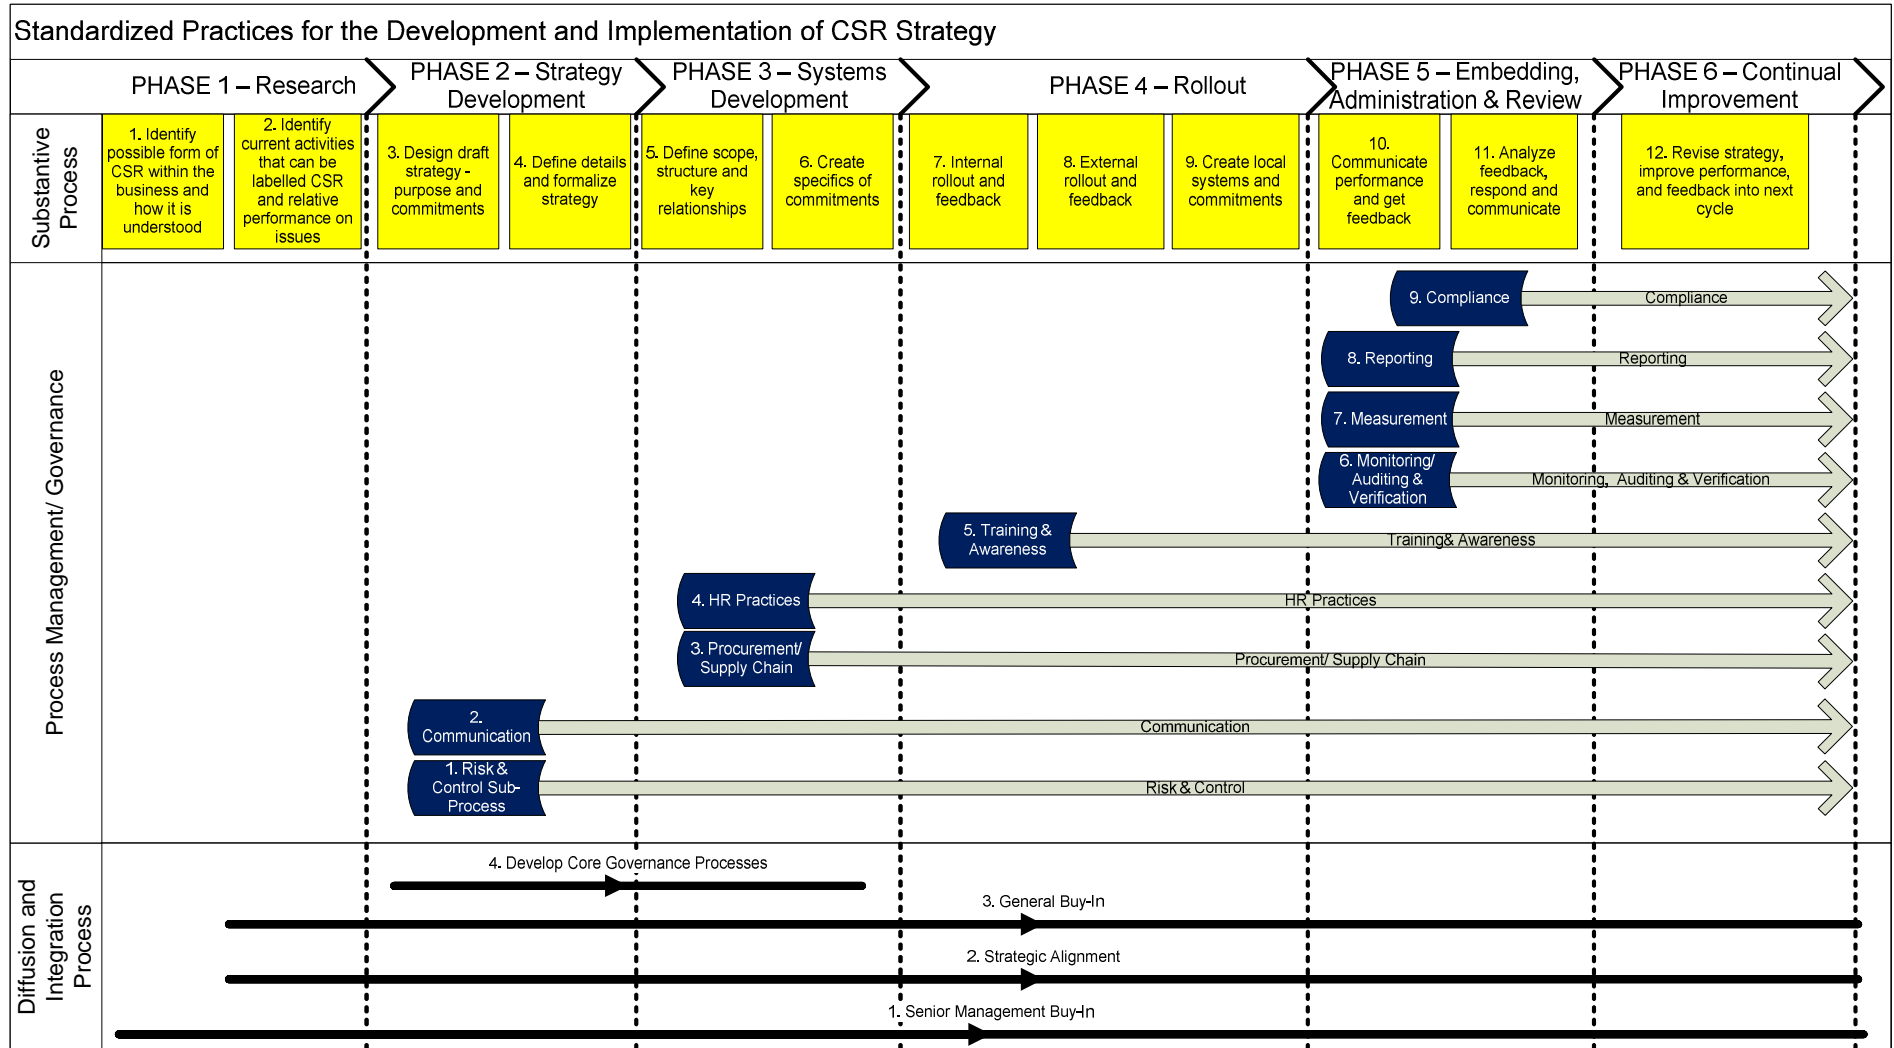 Standardized Practices for the Development and Implementation of CSR Strategy
PHASE 1 – Research
PHASE 2 – Strategy
Development
PHASE 3 – Systems
Development
PHASE 4 – Rollout
PHASE 5 – Embedding,
Administration & Review
PHASE 6 – Continual
Improvement
Substantive
Process
1. Identify
possible form of
CSR within the
business and
how it is
understood
2. Identify
current activities
that can be
labelled CSR
and relative
performance on
issues
3. Design draft
strategy -
purpose and
commitments
4. Define details
and formalize
strategy
5. Define scope,
structure and
key
relationships
6. Create
specifics of
commitments
7. Internal
rollout and
feedback
8. External
rollout and
feedback
9. Create local
systems and
commitments
10.
Communicate
performance
and get
feedback
11. Analyze
feedback,
respond and
communicate
12. Revise strategy,
improve performance,
and feedback into next
cycle
Process Management/ Governance
9. Compliance
Compliance
8. Reporting
Reporting
7. Measurement
Measurement
6. Monitoring/
Auditing &
Verification
Monitoring, Auditing & Verification
5. Training &
Awareness
Training& Awareness
4. HR Practices
HR Practices
3. Procurement/
Supply Chain
Procurement/ Supply Chain
2.
Communication
Communication
1. Risk &
Control Sub-
Process
Risk & Control
Diffusion and
Integration
Process
4. Develop Core Governance Processes
3. General Buy-In
2. Strategic Alignment
1. Senior Management Buy-In